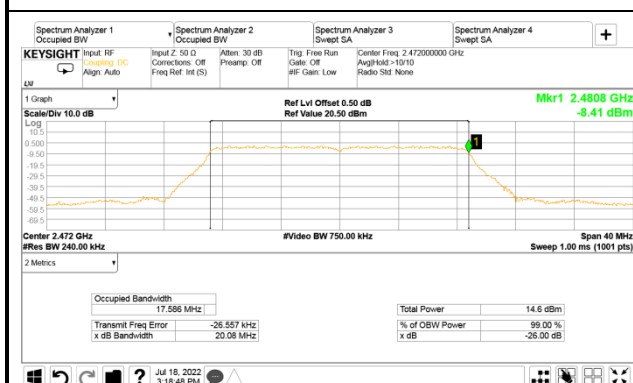 Spectrum Analyzer 1
Occupied BW
Spectrum Analyzer 2
Occupied BW
Spectrum Analyzer 3
Swept SA
Spectrum Analyzer 4
Swept SA
+
KEYSIGHT
Input: RF
Coupling: DC
Align: Auto
Input Z: 50 Ω
Corrections: Off
Freq Ref: Int (S)
Atten: 30 dB
Preamp: Off
Trig: Free Run
Gate: Off
#IF Gain: Low
Center Freq: 2.472000000 GHz
Avg|Hold:>10/10
Radio Std: None
1 Graph
Scale/Div 10.0 dB
Ref Lvl Offset 0.50 dB
Ref Value 20.50 dBm
Mkr1 2.4808 GHz
-8.41 dBm
Log
10.5
0.500
-9.50
-19.5
-29.5
-39.5
-49.5
-59.5
-69.5
1
Center 2.472 GHz
#Video BW 750.00 kHz
Span 40 MHz
#Res BW 240.00 kHz
Sweep 1.00 ms (1001 pts)
2 Metrics
Occupied Bandwidth
17.586 MHz
Total Power 14.6 dBm
Transmit Freq Error -26.557 kHz
% of OBW Power 99.00 %
x dB Bandwidth 20.08 MHz
x dB -26.00 dB
?
Jul 18, 2022
3:18:48 PM